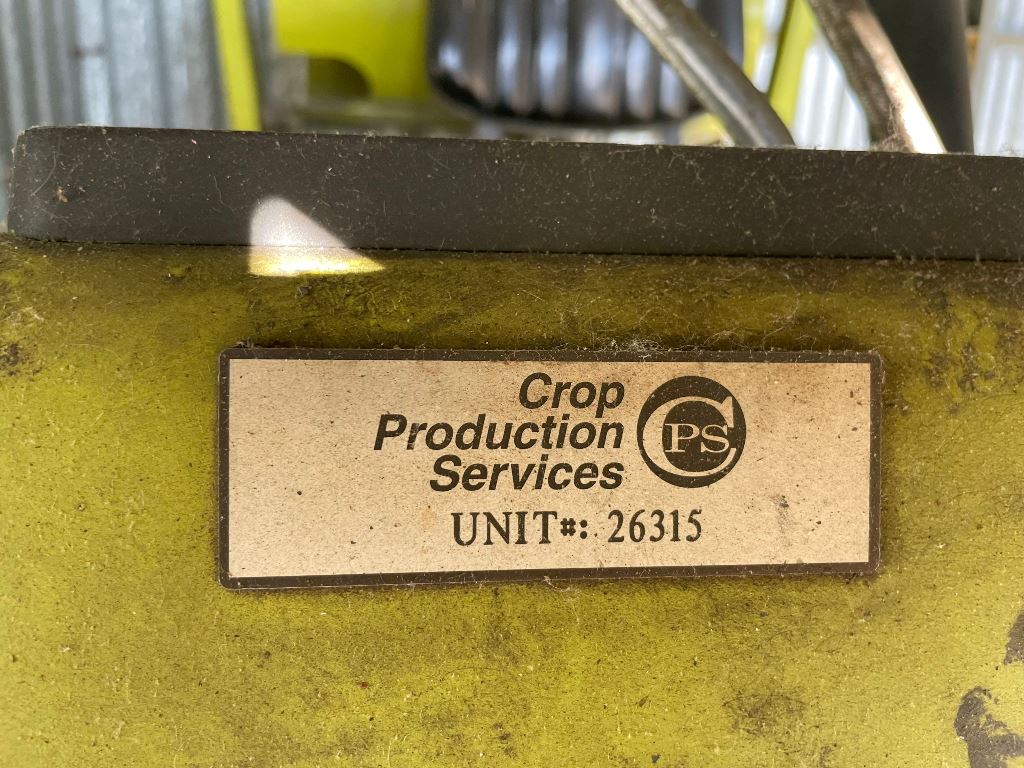 Crop
Production
Services
CPS
UNIT#: 26315